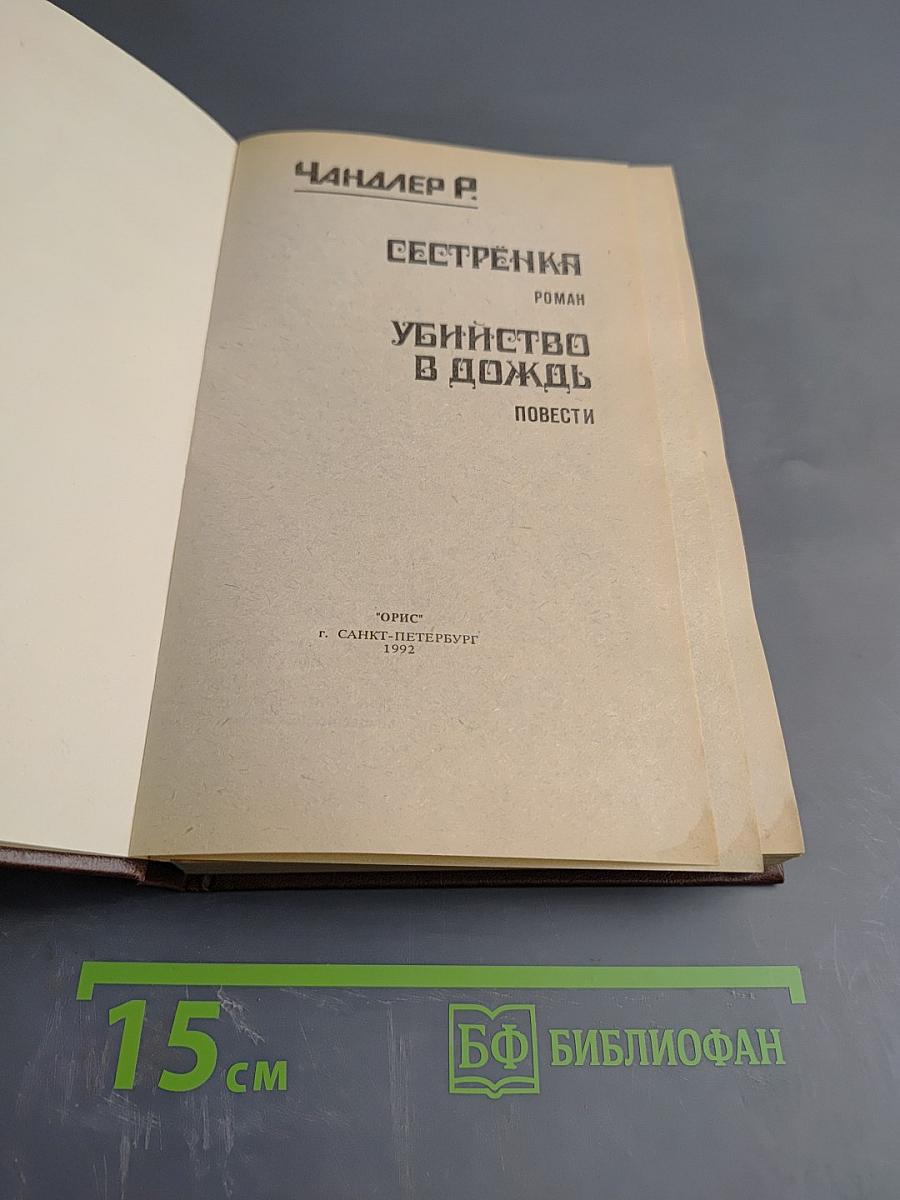 ЧАНДЛЕР Р.
СЕСТРЁНКА
РОМАН
УБИЙСТВО
В ДОЖДЬ
ПОВЕСТИ
"ОРИС"
г. САНКТ-ПЕТЕРБУРГ
1992
15 см
БФ БИБЛИОФАН